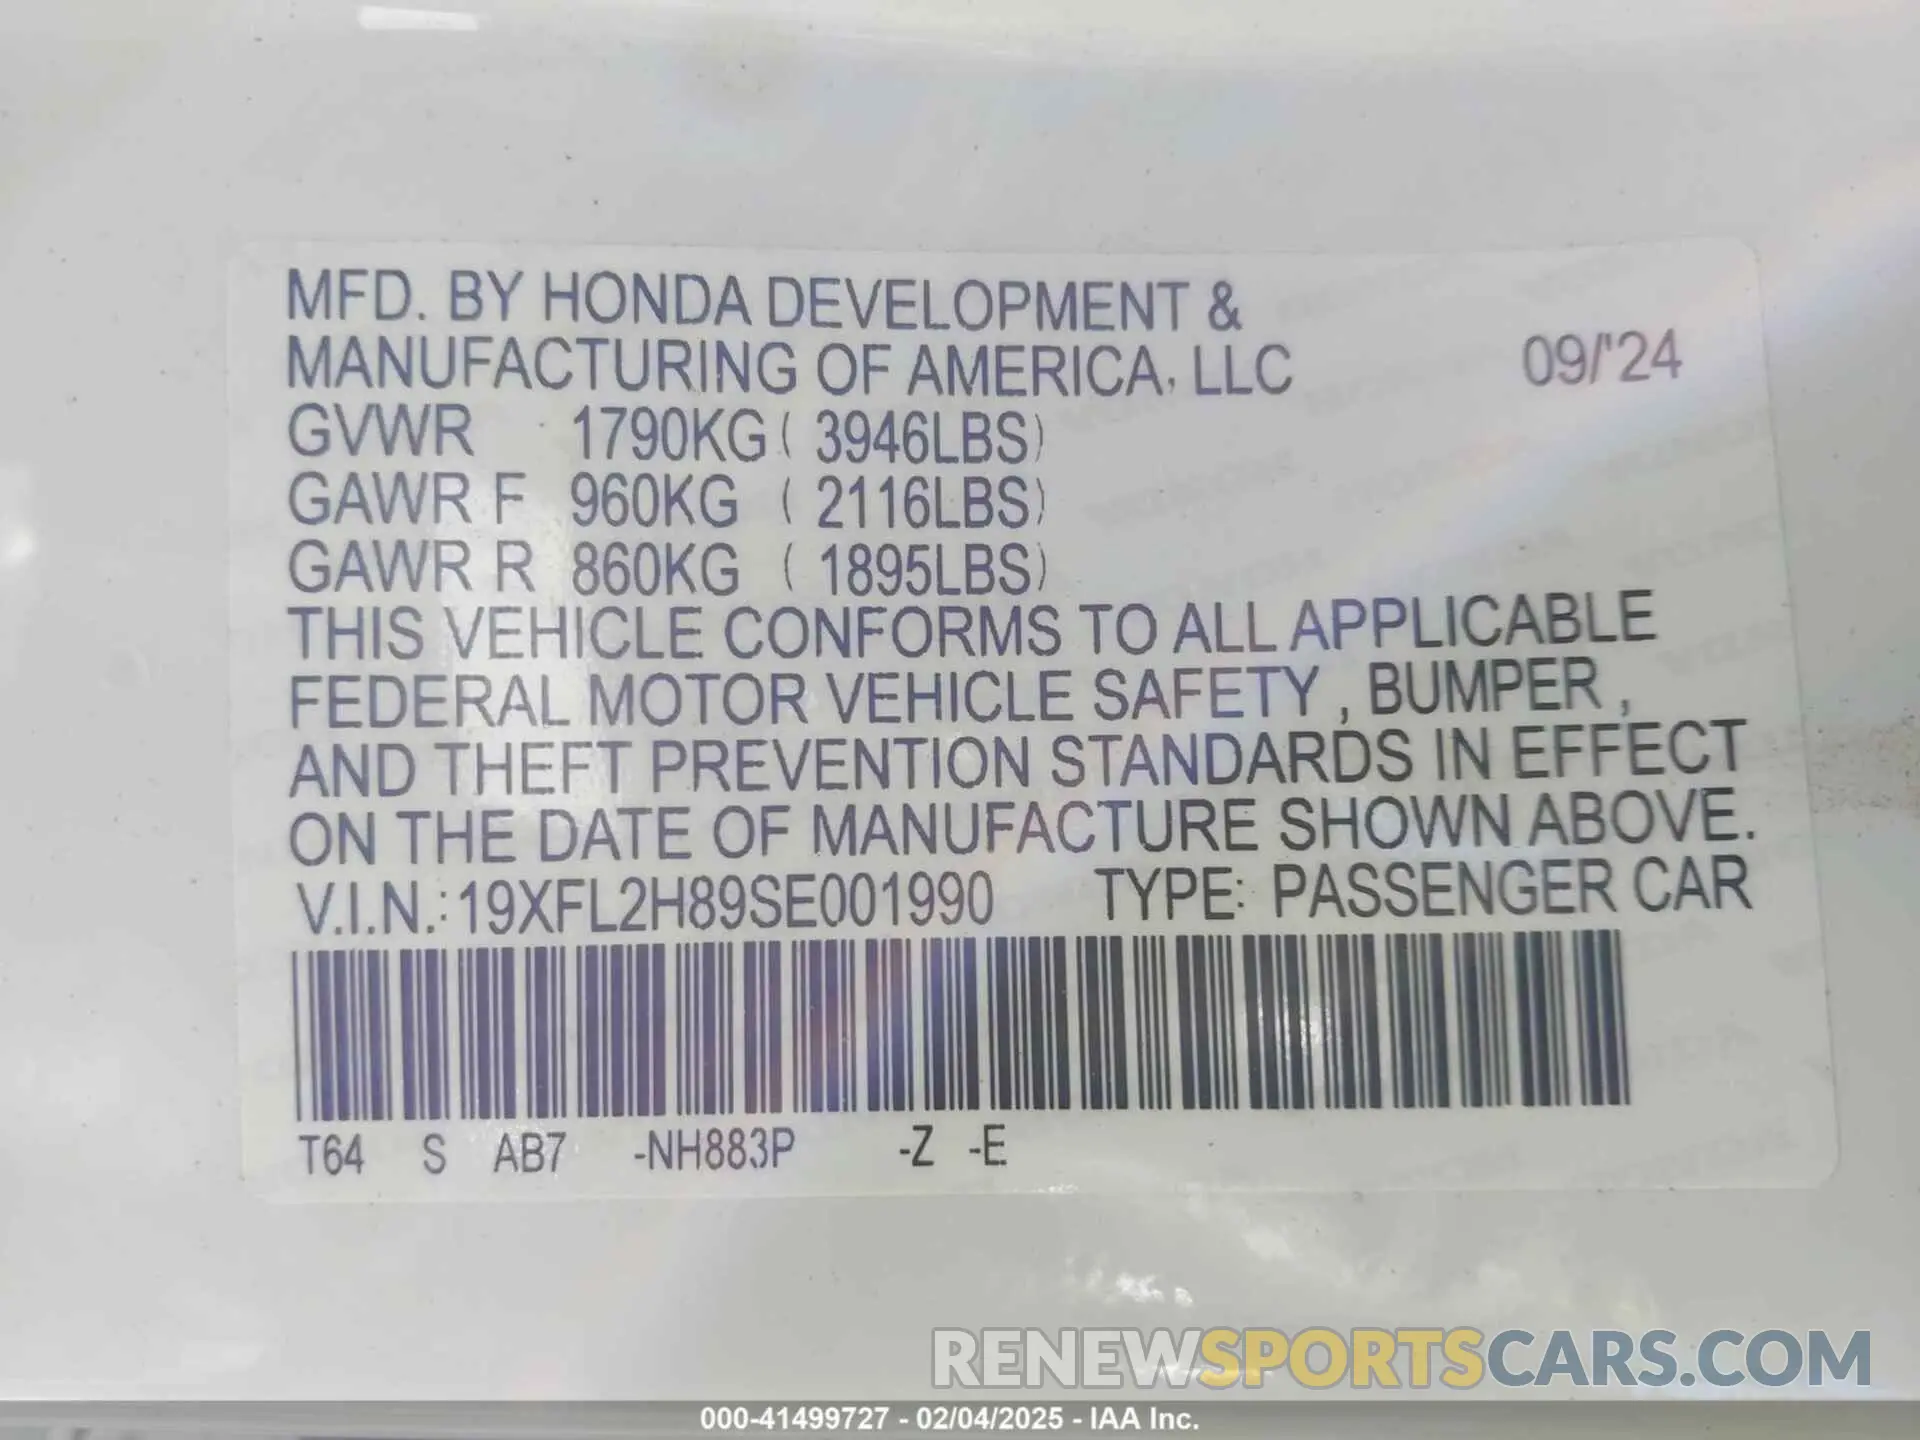 MFD. BY HONDA DEVELOPMENT &
MANUFACTURING OF AMERICA, LLC 09/'24
GVWR 1790KG ( 3946LBS)
GAWR F 960KG ( 2116LBS)
GAWR R 860KG ( 1895LBS)
THIS VEHICLE CONFORMS TO ALL APPLICABLE
FEDERAL MOTOR VEHICLE SAFETY , BUMPER ,
AND THEFT PREVENTION STANDARDS IN EFFECT
ON THE DATE OF MANUFACTURE SHOWN ABOVE.
V.I.N.: 19XFL2H89SE001990 TYPE: PASSENGER CAR
T64 S AB7 -NH883P -Z -E
RENEWSPORTSCARS.COM
000-41499727 - 02/04/2025 - IAA Inc.